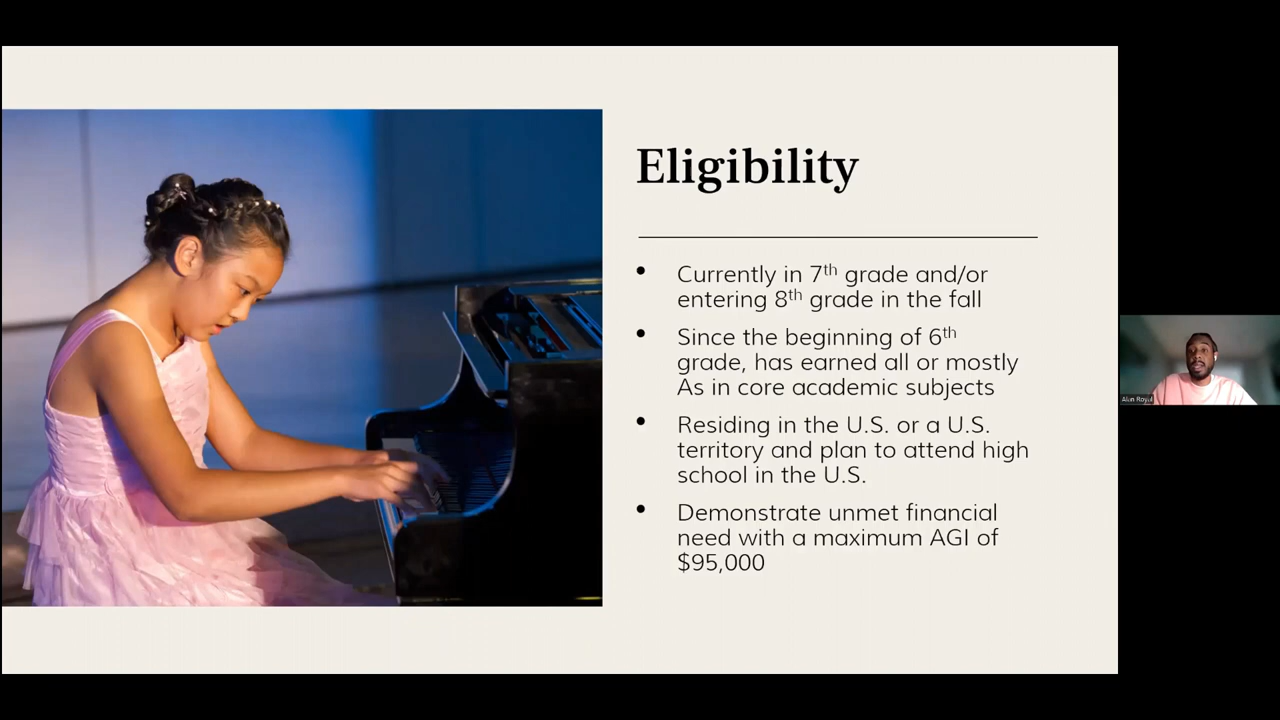 Eligibility
• Currently in 7th grade and/or
entering 8th grade in the fall
• Since the beginning of 6th
grade, has earned all or mostly
As in core academic subjects
• Residing in the U.S. or a U.S.
territory and plan to attend high
school in the U.S.
• Demonstrate unmet financial
need with a maximum AGI of
$95,000
Alan Royal